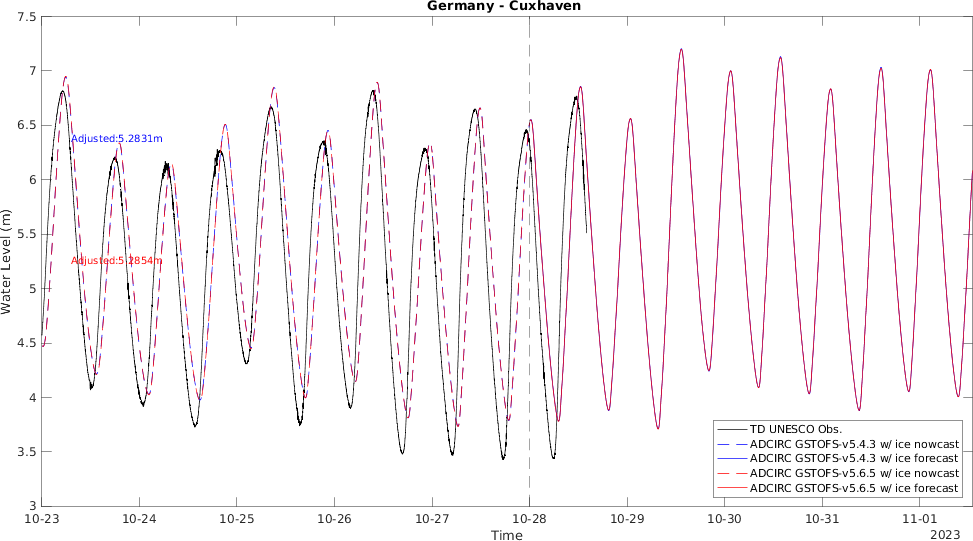 Germany - Cuxhaven
7.5
7
6.5
6
5.5
5
4.5
4
3.5
3
Water Level (m)
Adjusted:5.2831m
Adjusted:5.2854m
TD UNESCO Obs.
ADCIRC GSTOFS-v5.4.3 w/ ice nowcast
ADCIRC GSTOFS-v5.4.3 w/ ice forecast
ADCIRC GSTOFS-v5.6.5 w/ ice nowcast
ADCIRC GSTOFS-v5.6.5 w/ ice forecast
10-23 10-24 10-25 10-26 10-27 10-28 10-29 10-30 10-31 11-01
Time
2023